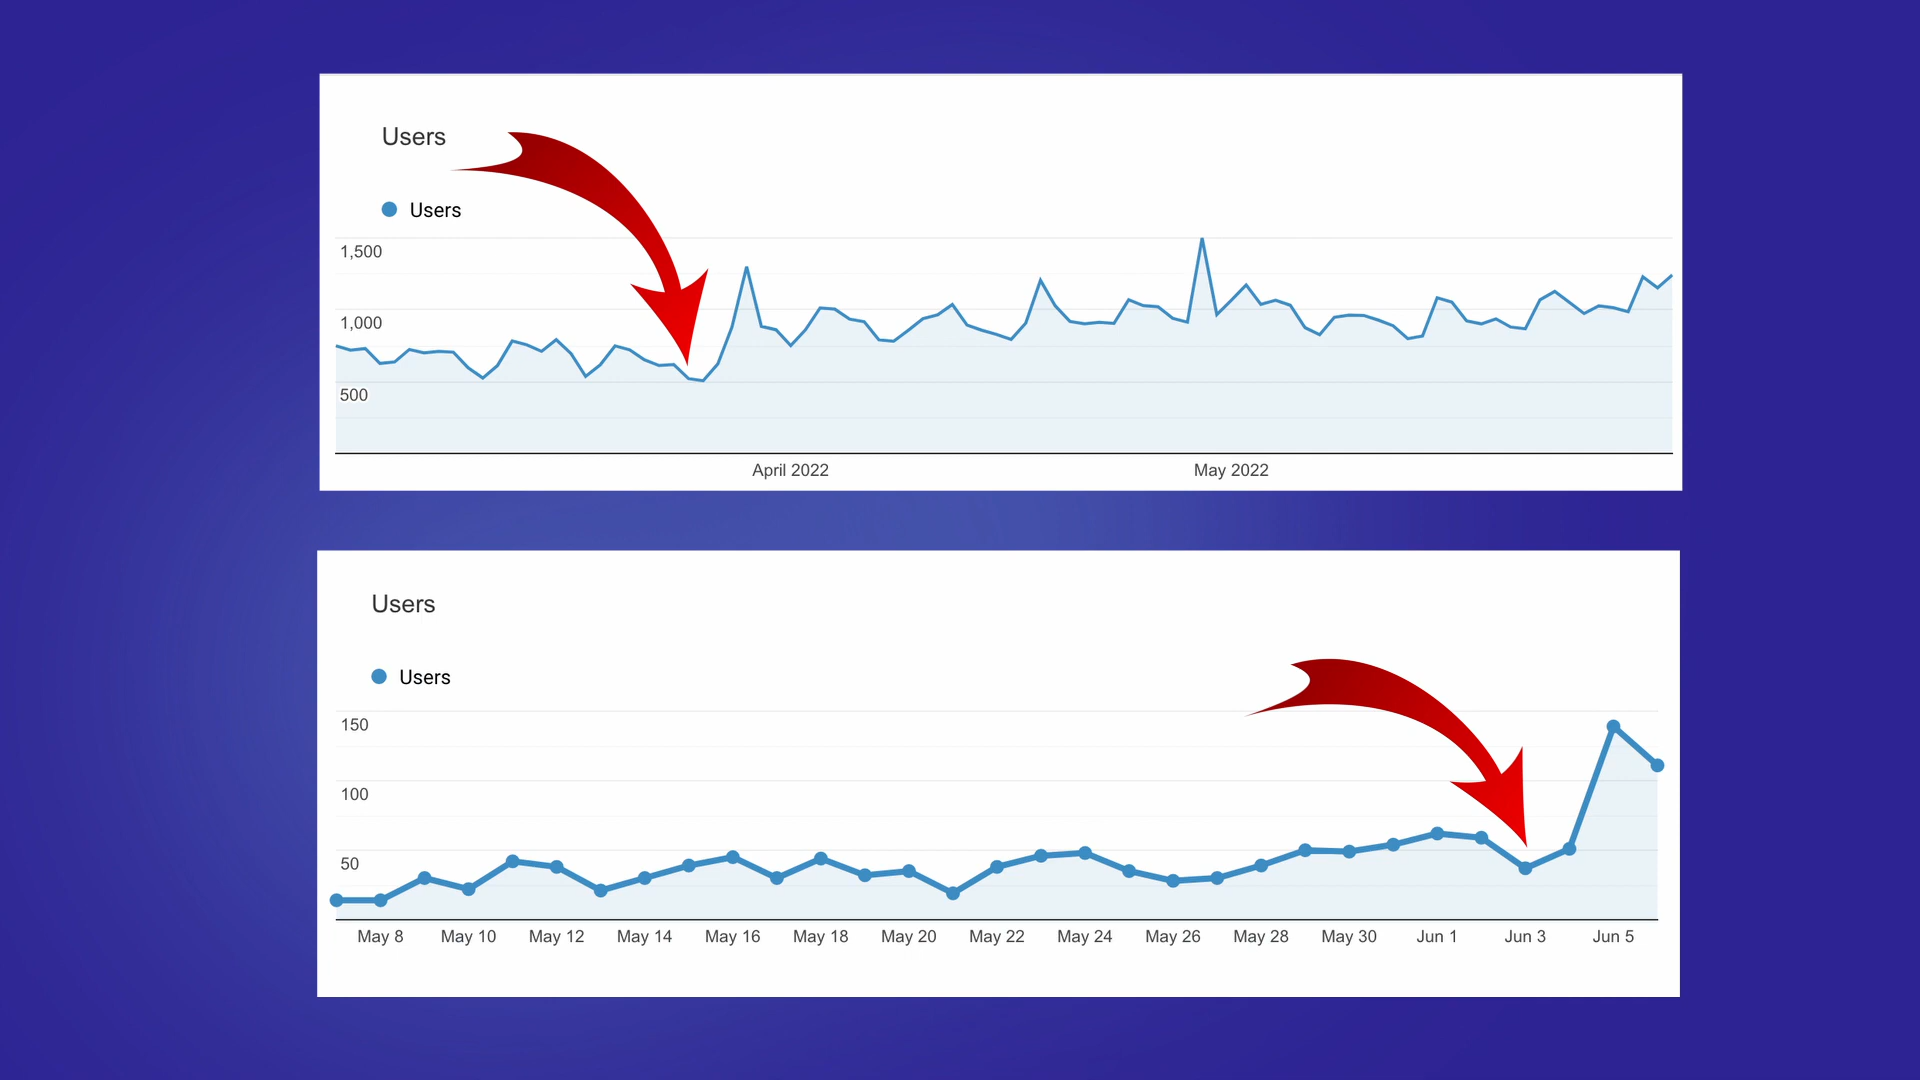 Users
Users
1,500
1,000
500
April 2022 May 2022
Users
Users
150
100
50
May 8 May 10 May 12 May 14 May 16 May 18 May 20 May 22 May 24 May 26 May 28 May 30 Jun 1 Jun 3 Jun 5